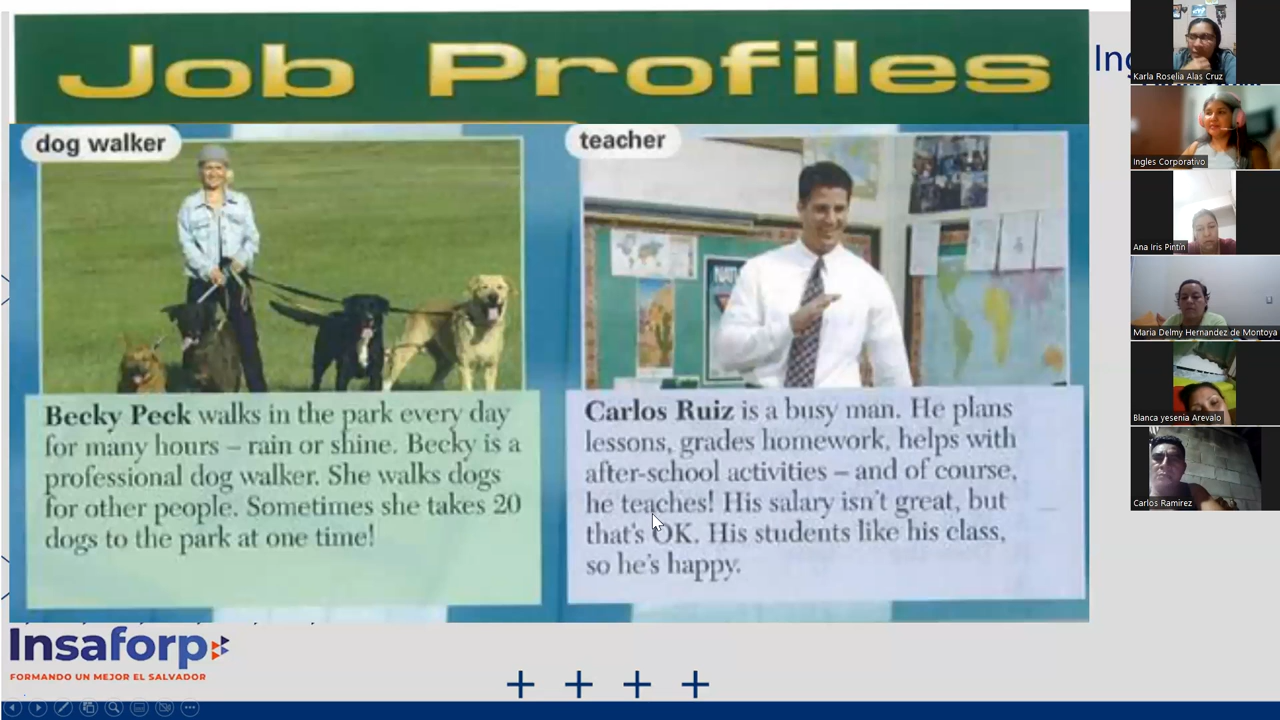 Job Profiles
dog walker
teacher
Becky Peck walks in the park every day
for many hours – rain or shine. Becky is a
professional dog walker. She walks dogs
for other people. Sometimes she takes 20
dogs to the park at one time!
Carlos Ruiz is a busy man. He plans
lessons, grades homework, helps with
after-school activities – and of course,
he teaches! His salary isn't great, but
that's OK. His students like his class,
so he's happy.
Insaforp
FORMANDO UN MEJOR EL SALVADOR
Karla Roselia Alas Cruz
Ingles Corporativo
Ana Iris Pintin
Maria Delmy Hernandez de Montoya
Blanca yesenia Arevalo
Carlos Ramirez